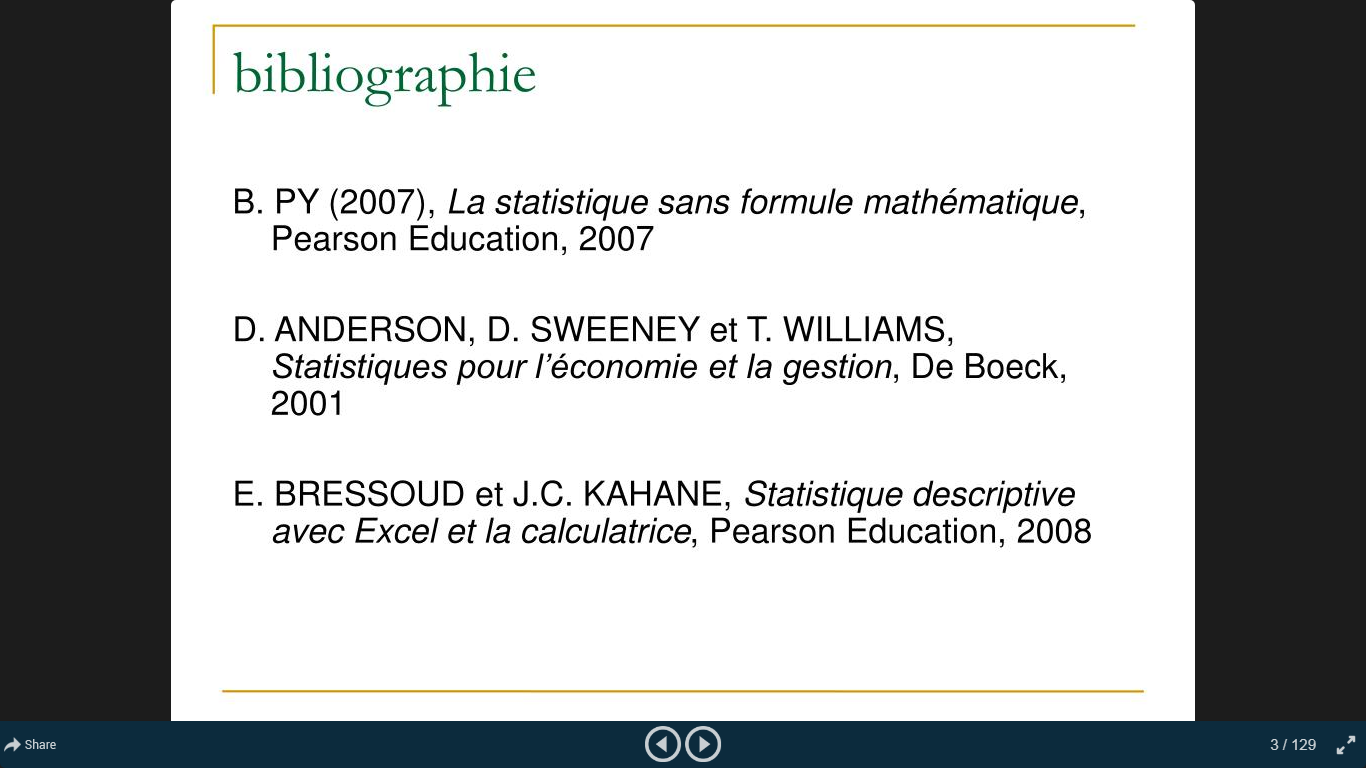 bibliographie
B. PY (2007), La statistique sans formule mathématique,
Pearson Education, 2007
D. ANDERSON, D. SWEENEY et T. WILLIAMS,
Statistiques pour l’économie et la gestion, De Boeck,
2001
E. BRESSOUD et J.C. KAHANE, Statistique descriptive
avec Excel et la calculatrice, Pearson Education, 2008
Share
3 / 129